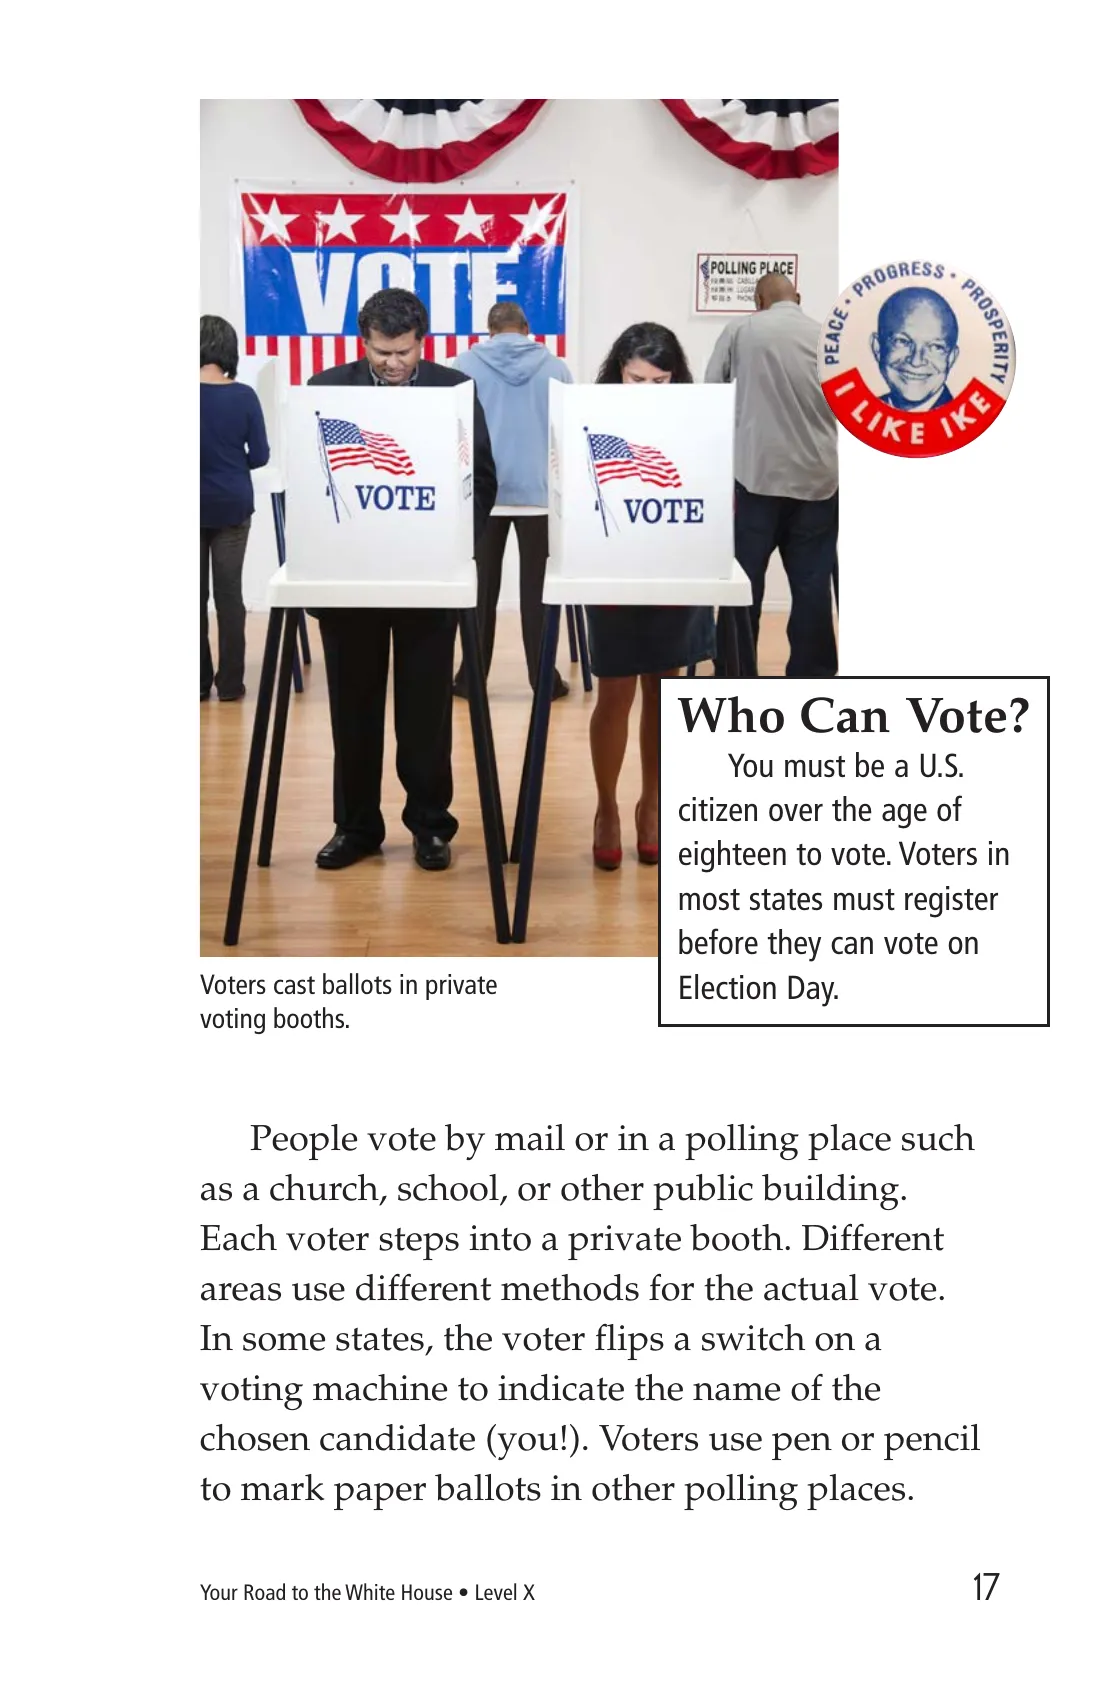 VOTE
POLLING PLACE
PEACE • PROGRESS • PROSPERITY
I LIKE IKE
VOTE
VOTE
Who Can Vote?
You must be a U.S.
citizen over the age of
eighteen to vote. Voters in
most states must register
before they can vote on
Election Day.
Voters cast ballots in private
voting booths.
People vote by mail or in a polling place such
as a church, school, or other public building.
Each voter steps into a private booth. Different
areas use different methods for the actual vote.
In some states, the voter flips a switch on a
voting machine to indicate the name of the
chosen candidate (you!). Voters use pen or pencil
to mark paper ballots in other polling places.
Your Road to the White House • Level X
17